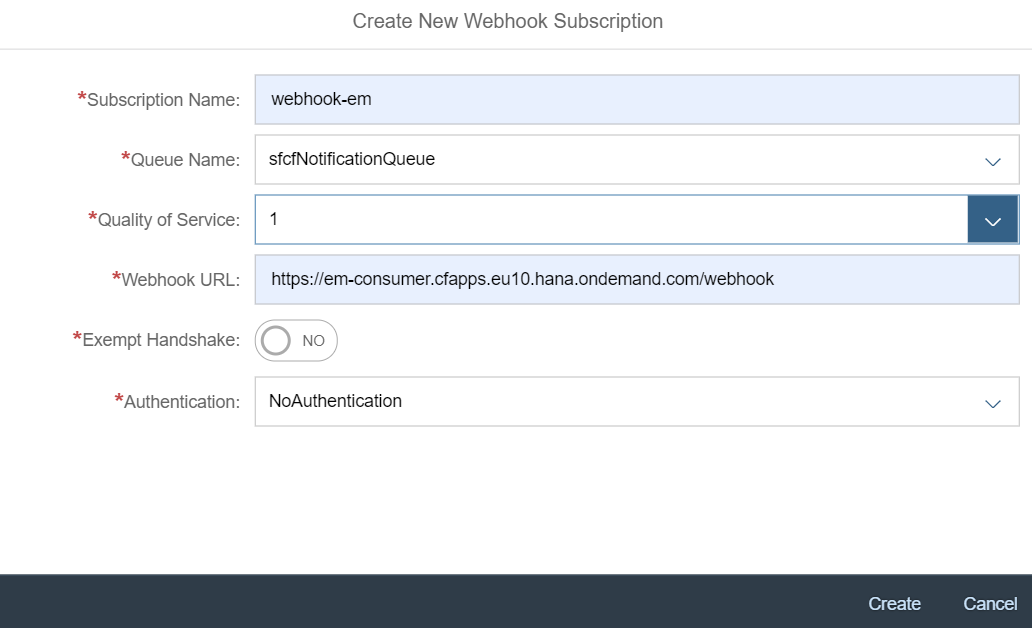 Create New Webhook Subscription
*Subscription Name: webhook-em
*Queue Name: sfcfNotificationQueue
*Quality of Service: 1
*Webhook URL: https://em-consumer.cfapps.eu10.hana.ondemand.com/webhook
*Exempt Handshake: NO
*Authentication: NoAuthentication
Create Cancel